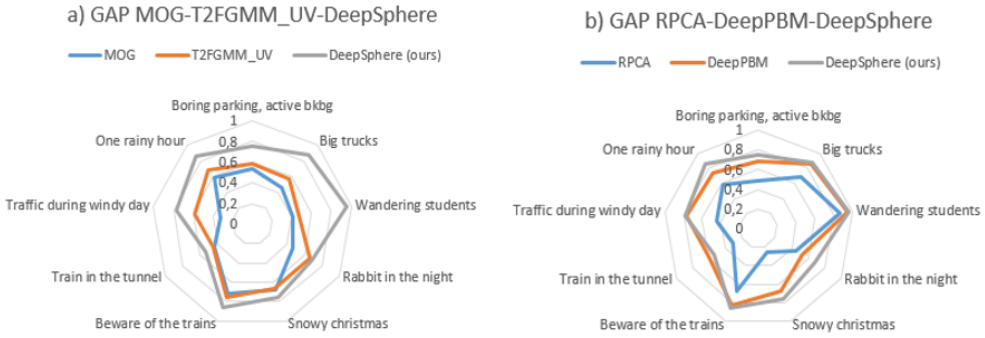 a) GAP MOG-T2FGMM_UV-DeepSphere
MOG T2FGMM_UV DeepSphere (ours)
Boring parking, active bkbg
1
One rainy hour 0,8 Big trucks
0,6
0,4
Traffic during windy day 0,2 Wandering students
0
Train in the tunnel Rabbit in the night
Beware of the trains Snowy christmas
b) GAP RPCA-DeepPBM-DeepSphere
RPCA DeepPBM DeepSphere (ours)
Boring parking, active bkbg
1
One rainy hour 0,8 Big trucks
0,6
0,4
Traffic during windy day 0,2 Wandering students
0
Train in the tunnel Rabbit in the night
Beware of the trains Snowy christmas